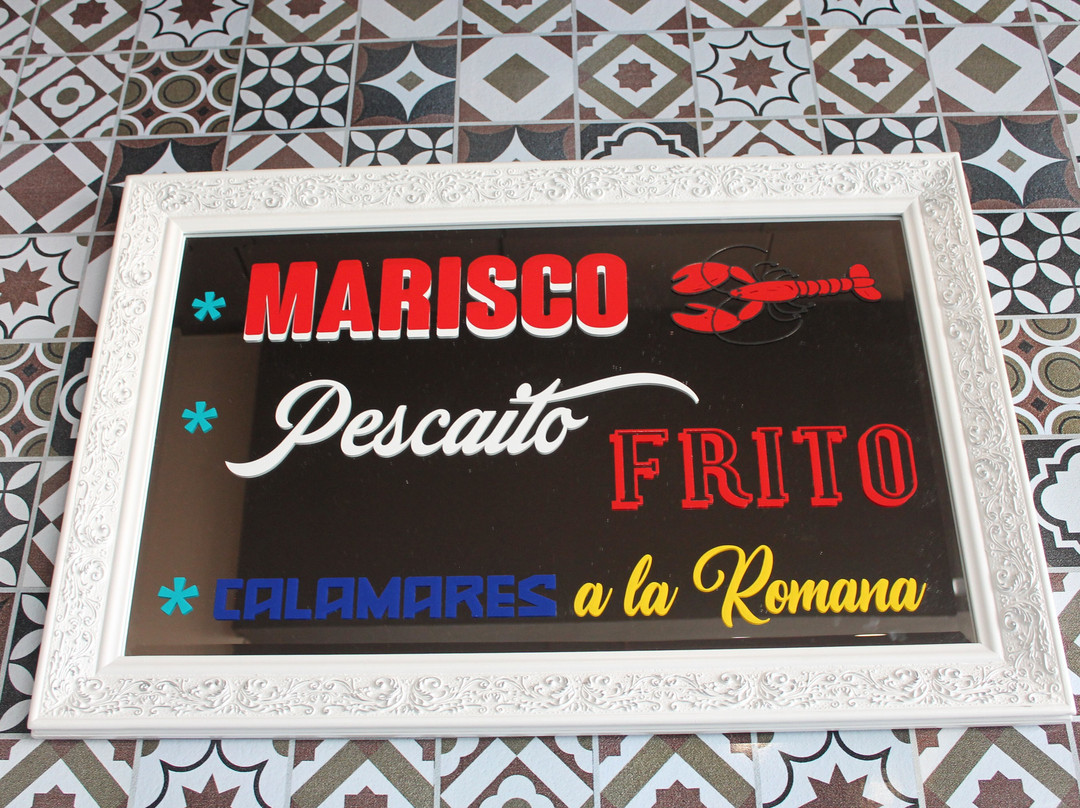 * MARISCO
* Pescaito FRITO
* CALAMARES a la Romana